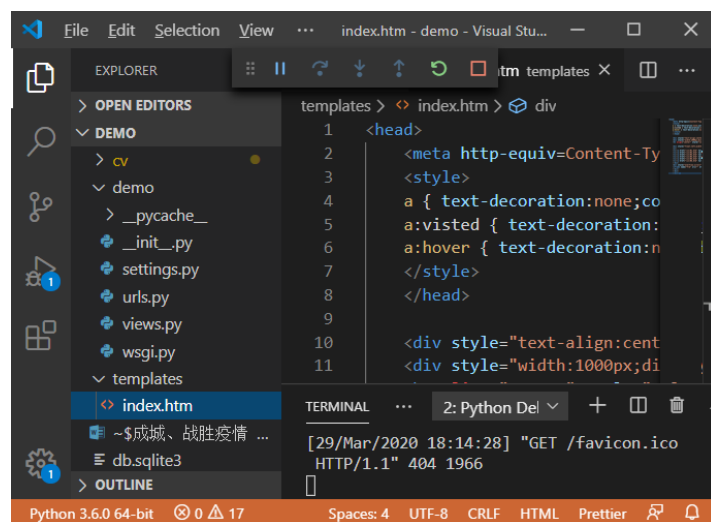 File Edit Selection View ··· index.htm - demo - Visual Stu...
EXPLORER
OPEN EDITORS
DEMO
cv
demo
__pycache__
__init__.py
settings.py
urls.py
views.py
wsgi.py
templates
index.htm
~$成城、战胜疫情 ...
db.sqlite3
OUTLINE
tm templates
templates > index.htm > div
1 <head>
2 <meta http-equiv=Content-Ty
3 <style>
4 a { text-decoration:none;co
5 a:visted { text-decoration:
6 a:hover { text-decoration:n
7 </style>
8 </head>
9
10 <div style="text-align:cent
11 <div style="width:1000px;di
TERMINAL ··· 2: Python Del
[29/Mar/2020 18:14:28] "GET /favicon.ico
HTTP/1.1" 404 1966
1
1
Python 3.6.0 64-bit 0 17 Spaces: 4 UTF-8 CRLF HTML Prettier